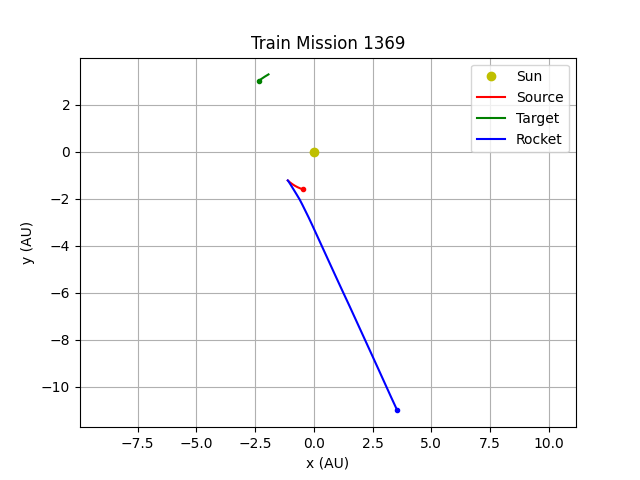 Train Mission 1369
Sun
Source
Target
Rocket
y (AU)
2
0
−2
−4
−6
−8
−10
−7.5 −5.0 −2.5 0.0 2.5 5.0 7.5 10.0
x (AU)